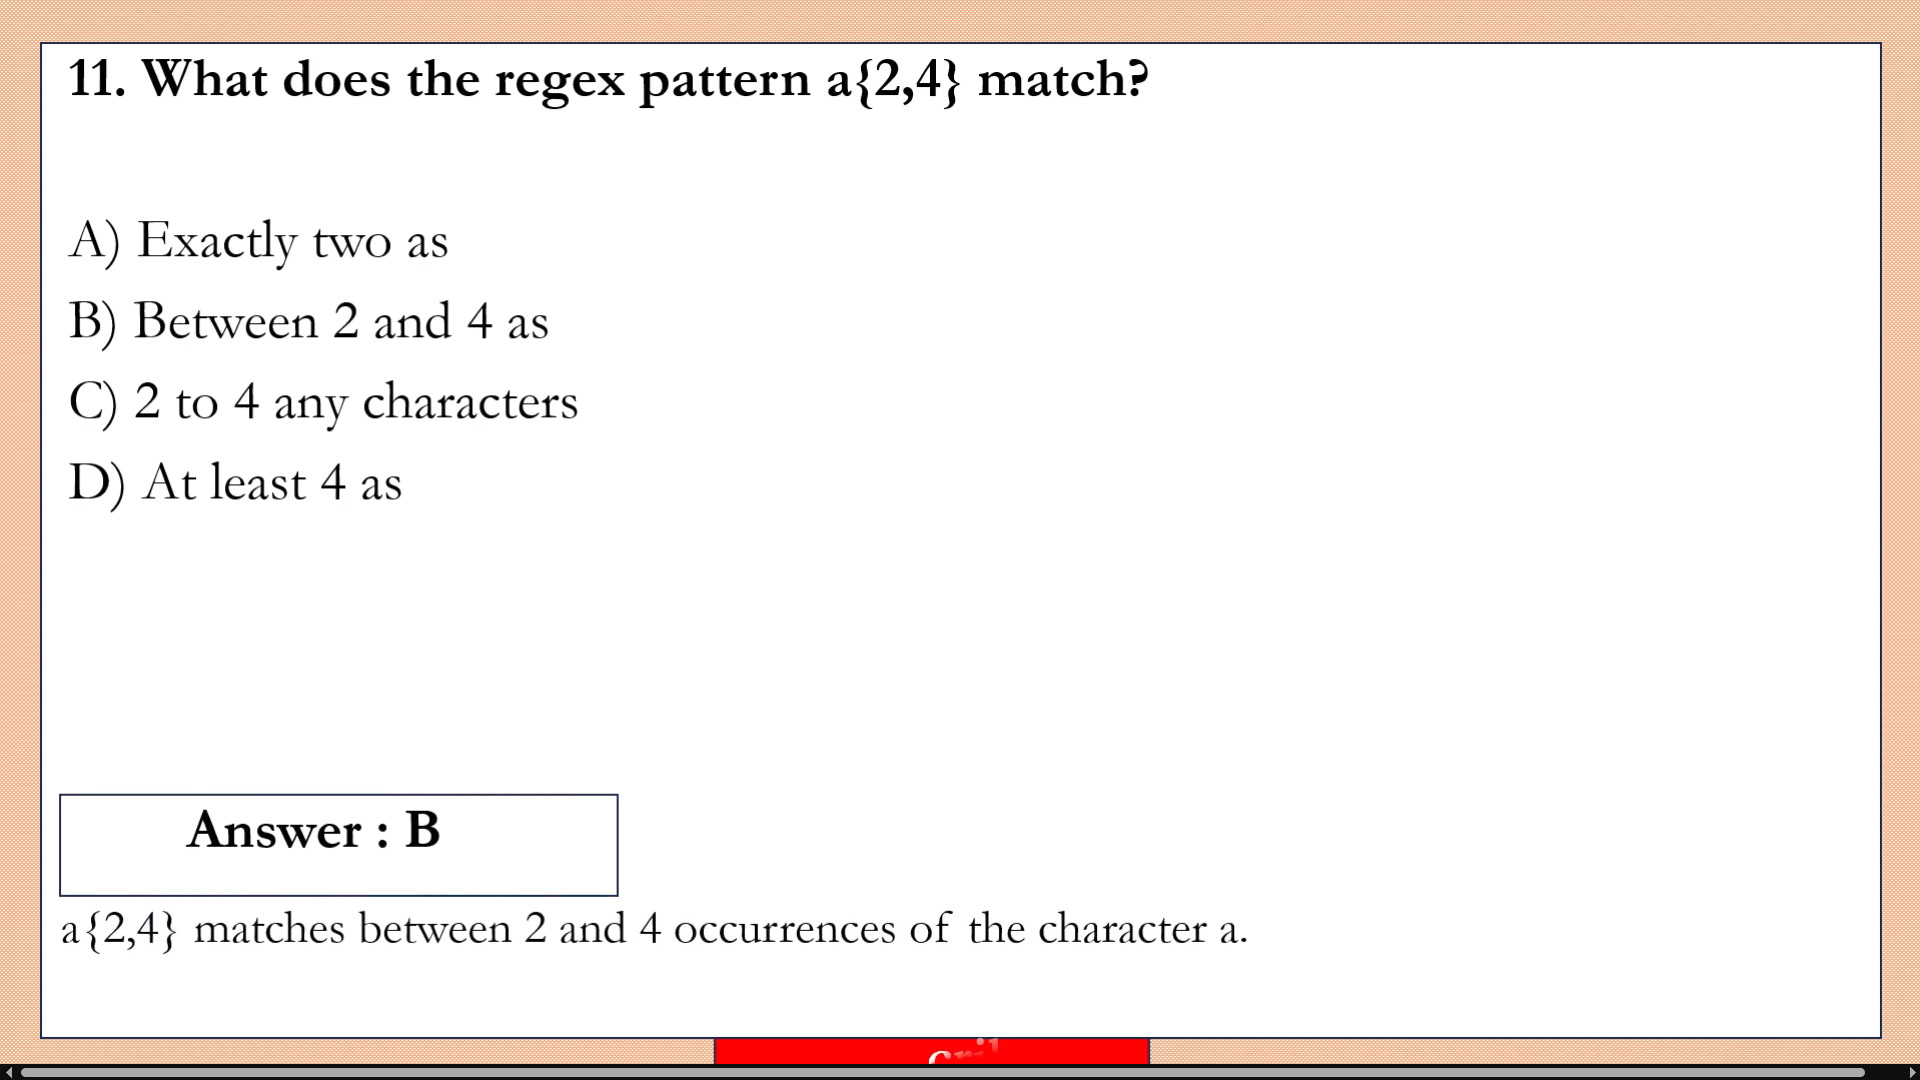 11. What does the regex pattern a{2,4} match?
A) Exactly two as
B) Between 2 and 4 as
C) 2 to 4 any characters
D) At least 4 as
Answer : B
a{2,4} matches between 2 and 4 occurrences of the character a.